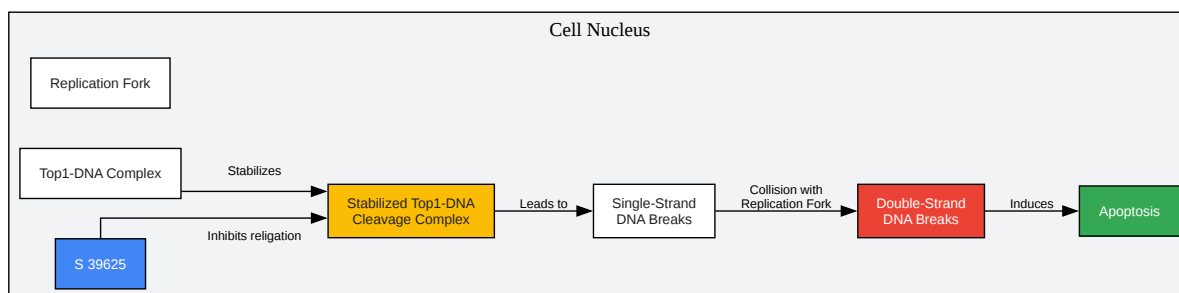 Cell Nucleus
Replication Fork
Top1-DNA Complex
Stabilizes
Stabilized Top1-DNA
Cleavage Complex
Leads to
Single-Strand
DNA Breaks
Collision with
Replication Fork
Double-Strand
DNA Breaks
Induces
Apoptosis
Inhibits religation
S 39625